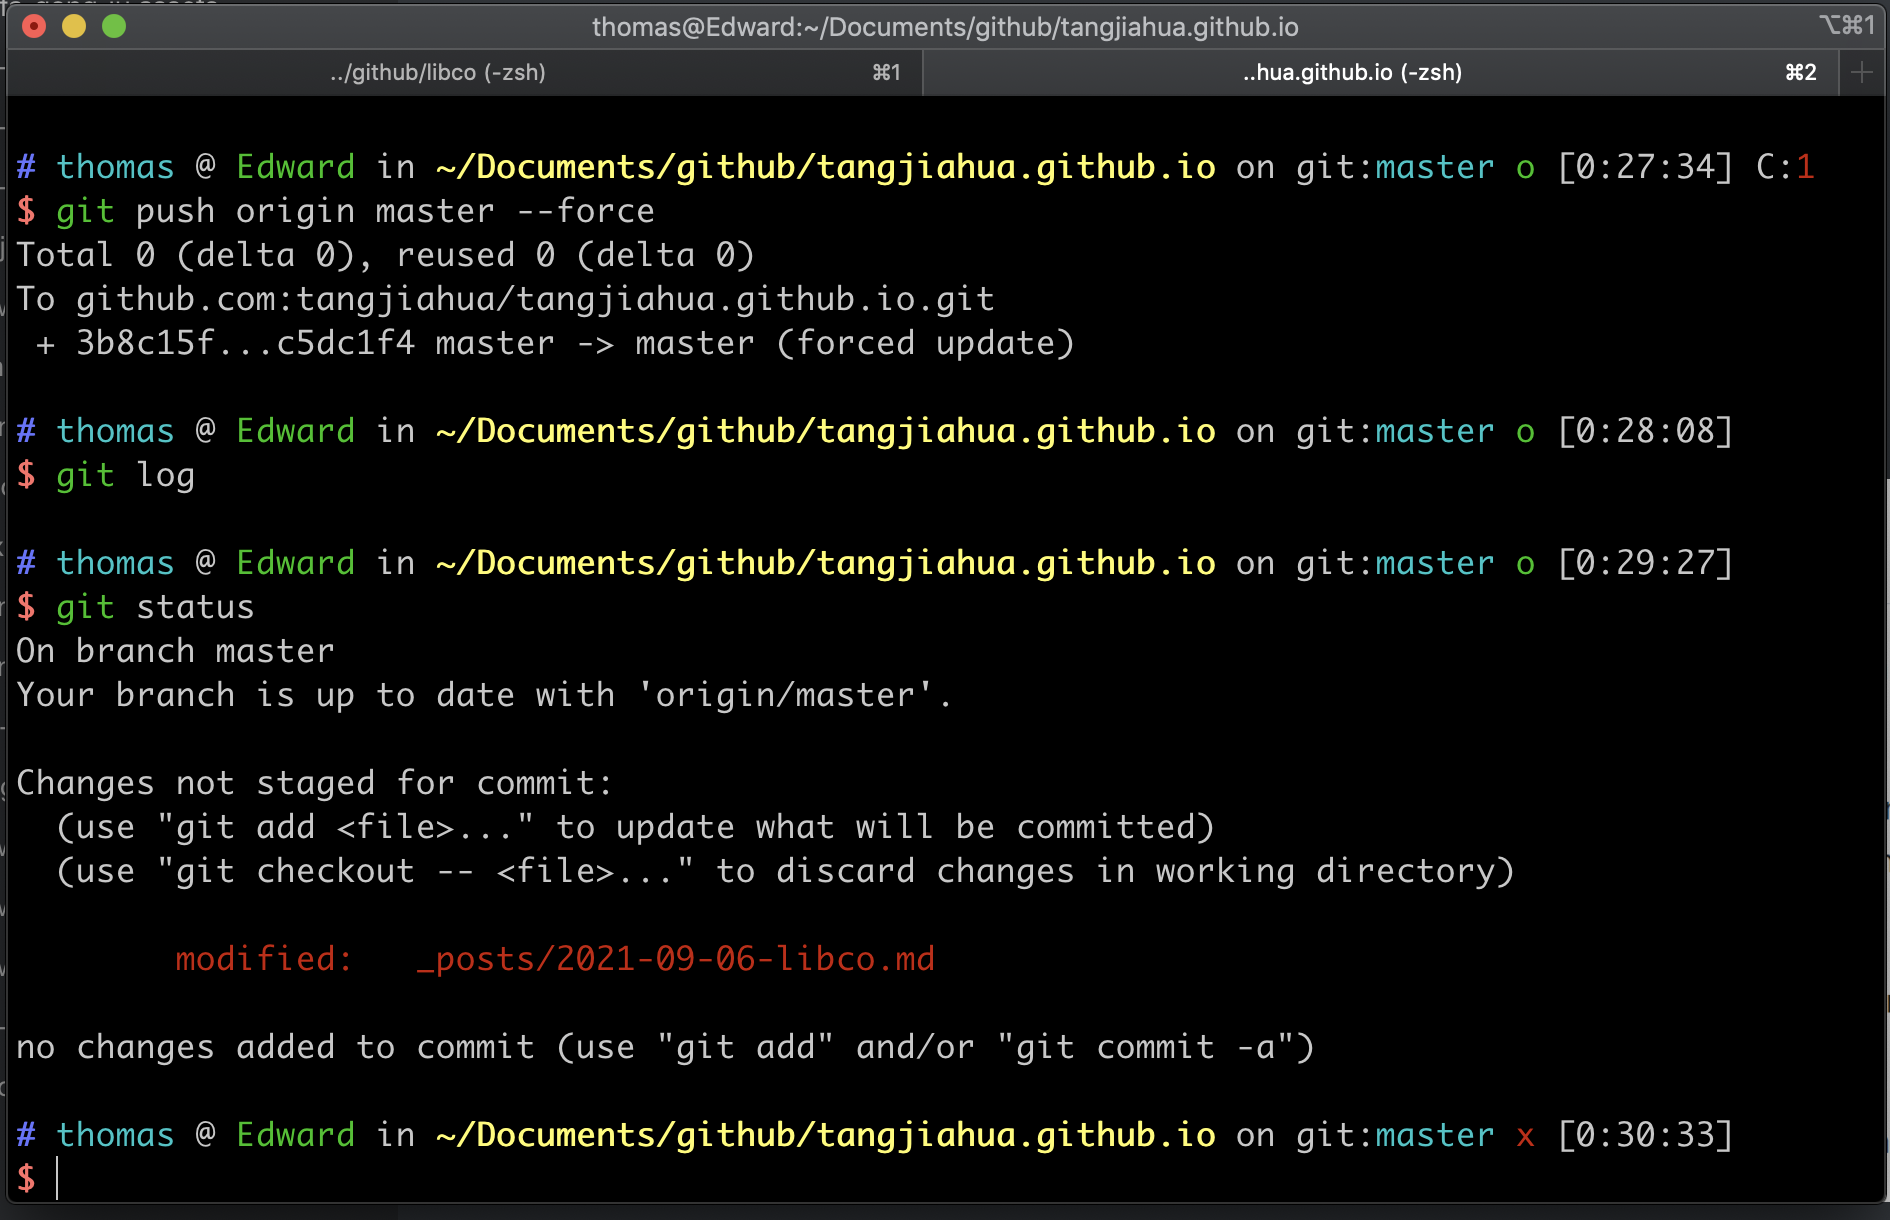 thomas@Edward:~/Documents/github/tangjiahua.github.io ⌥⌘1
../github/libco (-zsh) ⌘1 ..hua.github.io (-zsh) ⌘2
# thomas @ Edward in ~/Documents/github/tangjiahua.github.io on git:master o [0:27:34] C:1
$ git push origin master --force
Total 0 (delta 0), reused 0 (delta 0)
To github.com:tangjiahua/tangjiahua.github.io.git
 + 3b8c15f...c5dc1f4 master -> master (forced update)
# thomas @ Edward in ~/Documents/github/tangjiahua.github.io on git:master o [0:28:08]
$ git log
# thomas @ Edward in ~/Documents/github/tangjiahua.github.io on git:master o [0:29:27]
$ git status
On branch master
Your branch is up to date with 'origin/master'.
Changes not staged for commit:
  (use "git add <file>..." to update what will be committed)
  (use "git checkout -- <file>..." to discard changes in working directory)
        modified:   _posts/2021-09-06-libco.md
no changes added to commit (use "git add" and/or "git commit -a")
# thomas @ Edward in ~/Documents/github/tangjiahua.github.io on git:master x [0:30:33]
$